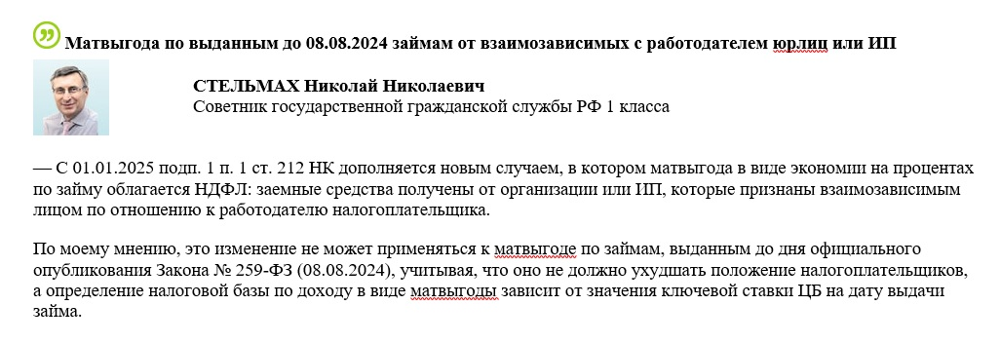 Матвыгода по выданным до 08.08.2024 займам от взаимозависимых с работодателем юрлиц или ИП
СТЕЛЬМАХ Николай Николаевич
Советник государственной гражданской службы РФ 1 класса
— С 01.01.2025 подп. 1 п. 1 ст. 212 НК дополняется новым случаем, в котором матвыгода в виде экономии на процентах
по займу облагается НДФЛ: заемные средства получены от организации или ИП, которые признаны взаимозависимым
лицом по отношению к работодателю налогоплательщика.
По моему мнению, это изменение не может применяться к матвыгоде по займам, выданным до дня официального
опубликования Закона № 259-ФЗ (08.08.2024), учитывая, что оно не должно ухудшать положение налогоплательщиков,
а определение налоговой базы по доходу в виде матвыгоды зависит от значения ключевой ставки ЦБ на дату выдачи
займа.